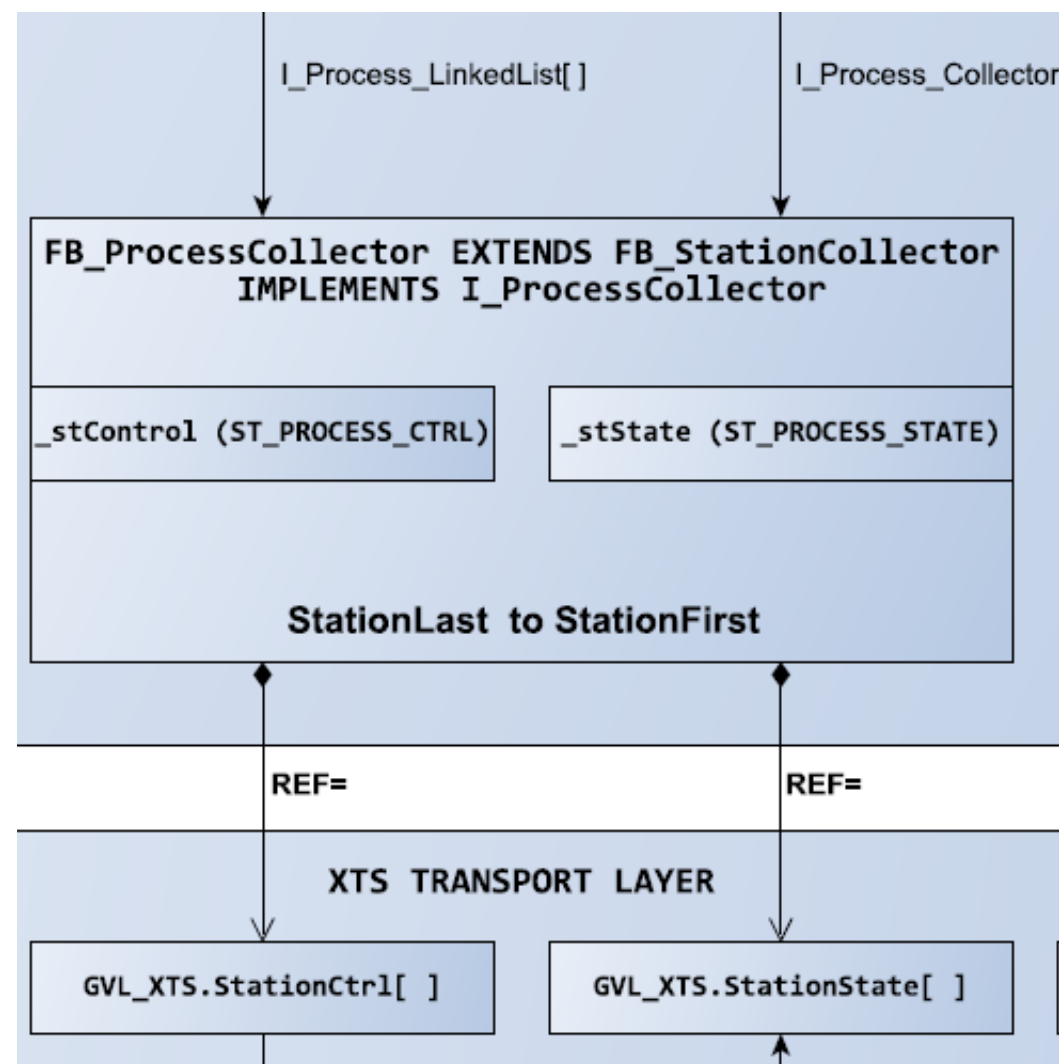 I_Process_LinkedList[ ]
I_Process_Collector
FB_ProcessCollector EXTENDS FB_StationCollector
IMPLEMENTS I_ProcessCollector
_stControl (ST_PROCESS_CTRL)
_stState (ST_PROCESS_STATE)
StationLast to StationFirst
REF=
REF=
XTS TRANSPORT LAYER
GVL_XTS.StationCtrl[ ]
GVL_XTS.StationState[ ]